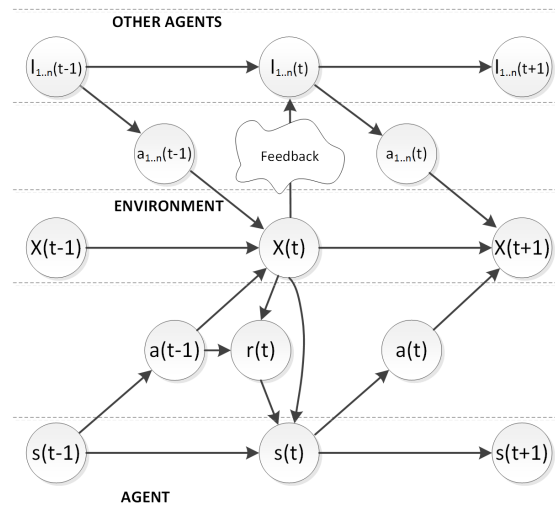 OTHER AGENTS
I1..n(t-1)
I1..n(t)
I1..n(t+1)
a1..n(t-1)
Feedback
a1..n(t)
ENVIRONMENT
X(t-1)
X(t)
X(t+1)
a(t-1)
r(t)
a(t)
s(t-1)
s(t)
s(t+1)
AGENT